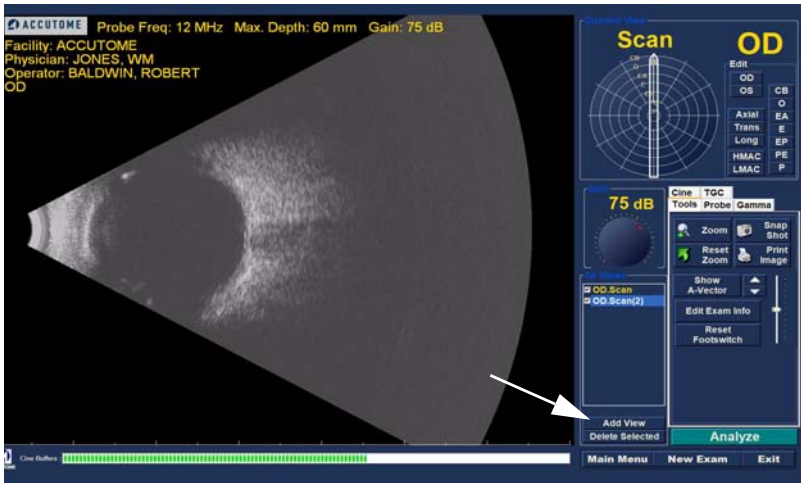 ACCUTOME Probe Freq: 12 MHz Max. Depth: 60 mm Gain: 75 dB
Facility: ACCUTOME
Physician: JONES, WM
Operator: BALDWIN, ROBERT
OD
Current View
Scan
OD
Edit
OD
OS
CB
O
Axial
EA
Trans
E
Long
EP
HMAC
PE
LMAC
P
CB
O
EA
E
Gain
75 dB
Cine TGC
Tools Probe Gamma
Zoom
Snap
Shot
Reset
Zoom
Print
Image
Show
A-Vector
Edit Exam Info
Reset
Footswitch
All Views
OD.Scan
OD.Scan(2)
Add View
Delete Selected
Analyze
Cine Buffers :
Main Menu New Exam Exit